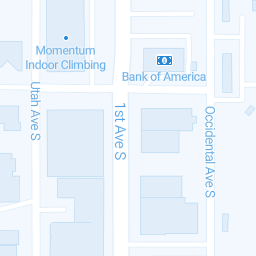 Momentum
Indoor Climbing
Bank of America
Utah Ave S
1st Ave S
Occidental Ave S